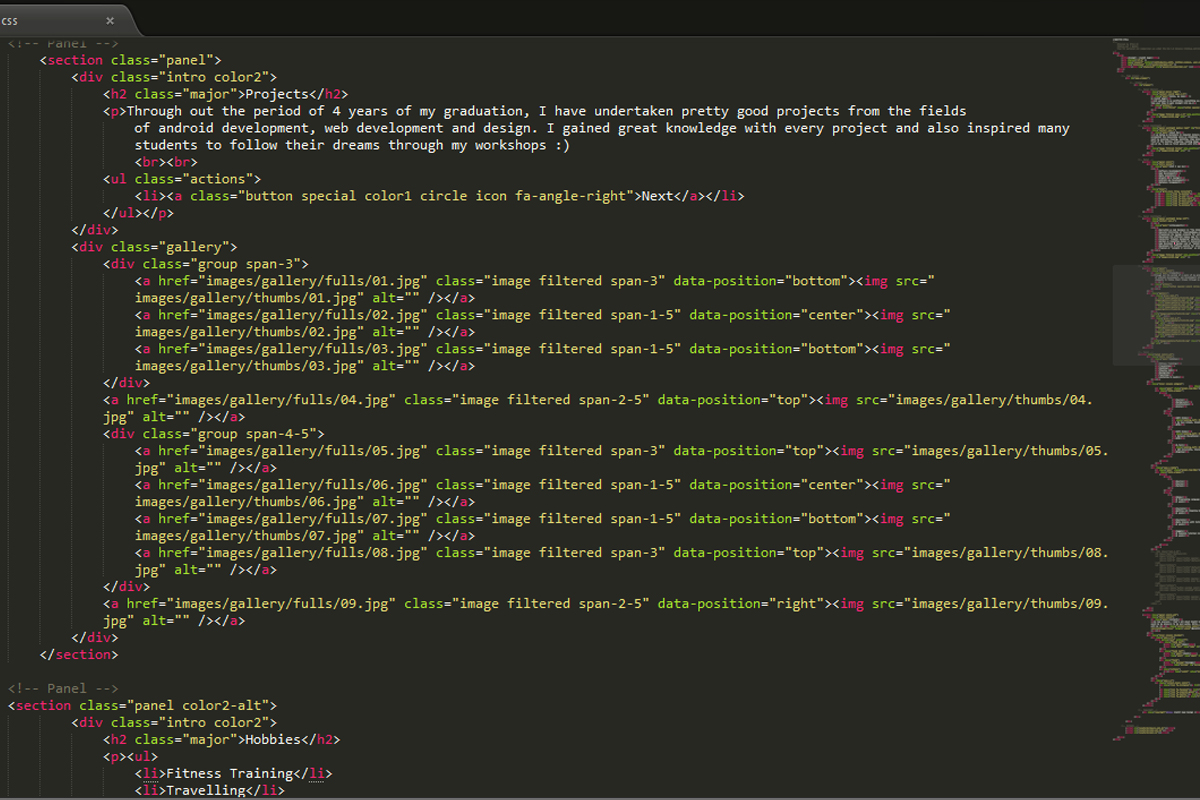 css ×
<!-- Panel -->
<section class="panel">
<div class="intro color2">
<h2 class="major">Projects</h2>
<p>Through out the period of 4 years of my graduation, I have undertaken pretty good projects from the fields
of android development, web development and design. I gained great knowledge with every project and also inspired many
students to follow their dreams through my workshops :)
<br><br>
<ul class="actions">
<li><a class="button special color1 circle icon fa-angle-right">Next</a></li>
</ul></p>
</div>
<div class="gallery">
<div class="group span-3">
<a href="images/gallery/fulls/01.jpg" class="image filtered span-3" data-position="bottom"><img src="
images/gallery/thumbs/01.jpg" alt="" /></a>
<a href="images/gallery/fulls/02.jpg" class="image filtered span-1-5" data-position="center"><img src="
images/gallery/thumbs/02.jpg" alt="" /></a>
<a href="images/gallery/fulls/03.jpg" class="image filtered span-1-5" data-position="bottom"><img src="
images/gallery/thumbs/03.jpg" alt="" /></a>
</div>
<a href="images/gallery/fulls/04.jpg" class="image filtered span-2-5" data-position="top"><img src="images/gallery/thumbs/04.
jpg" alt="" /></a>
<div class="group span-4-5">
<a href="images/gallery/fulls/05.jpg" class="image filtered span-3" data-position="top"><img src="images/gallery/thumbs/05.
jpg" alt="" /></a>
<a href="images/gallery/fulls/06.jpg" class="image filtered span-1-5" data-position="center"><img src="
images/gallery/thumbs/06.jpg" alt="" /></a>
<a href="images/gallery/fulls/07.jpg" class="image filtered span-1-5" data-position="bottom"><img src="
images/gallery/thumbs/07.jpg" alt="" /></a>
<a href="images/gallery/fulls/08.jpg" class="image filtered span-3" data-position="top"><img src="images/gallery/thumbs/08.
jpg" alt="" /></a>
</div>
<a href="images/gallery/fulls/09.jpg" class="image filtered span-2-5" data-position="right"><img src="images/gallery/thumbs/09.
jpg" alt="" /></a>
</div>
</section>
<!-- Panel -->
<section class="panel color2-alt">
<div class="intro color2">
<h2 class="major">Hobbies</h2>
<p><ul>
<li>Fitness Training</li>
<li>Travelling</li>